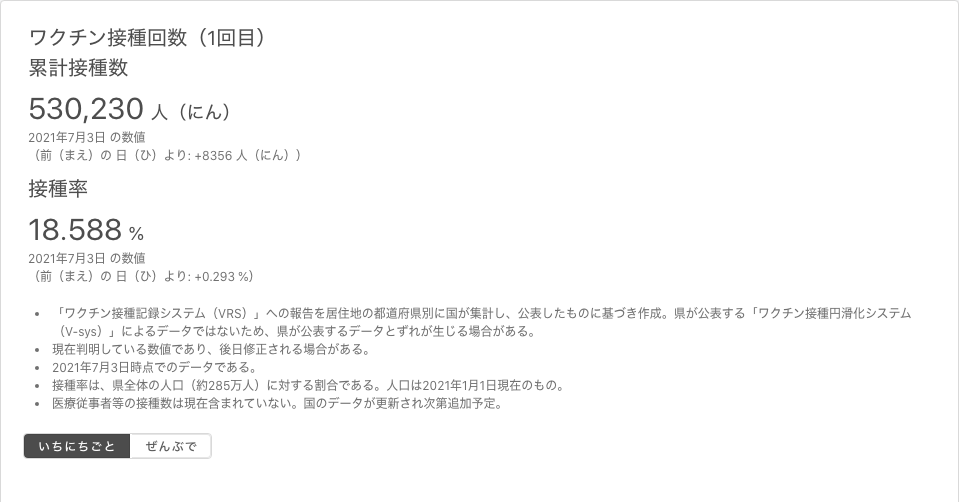 ワクチン接種回数（1回目）
累計接種数
530,230 人（にん）
2021年7月3日 の数値
（前（まえ）の 日（ひ）より: +8356 人（にん））
接種率
18.588 %
2021年7月3日 の数値
（前（まえ）の 日（ひ）より: +0.293 %）
• 「ワクチン接種記録システム（VRS）」への報告を居住地の都道府県別に国が集計し、公表したものに基づき作成。県が公表する「ワクチン接種円滑化システム
（V-sys）」によるデータではないため、県が公表するデータとずれが生じる場合がある。
• 現在判明している数値であり、後日修正される場合がある。
• 2021年7月3日時点でのデータである。
• 接種率は、県全体の人口（約285万人）に対する割合である。人口は2021年1月1日現在のもの。
• 医療従事者等の接種数は現在含まれていない。国のデータが更新され次第追加予定。
いちにちごと ぜんぶで